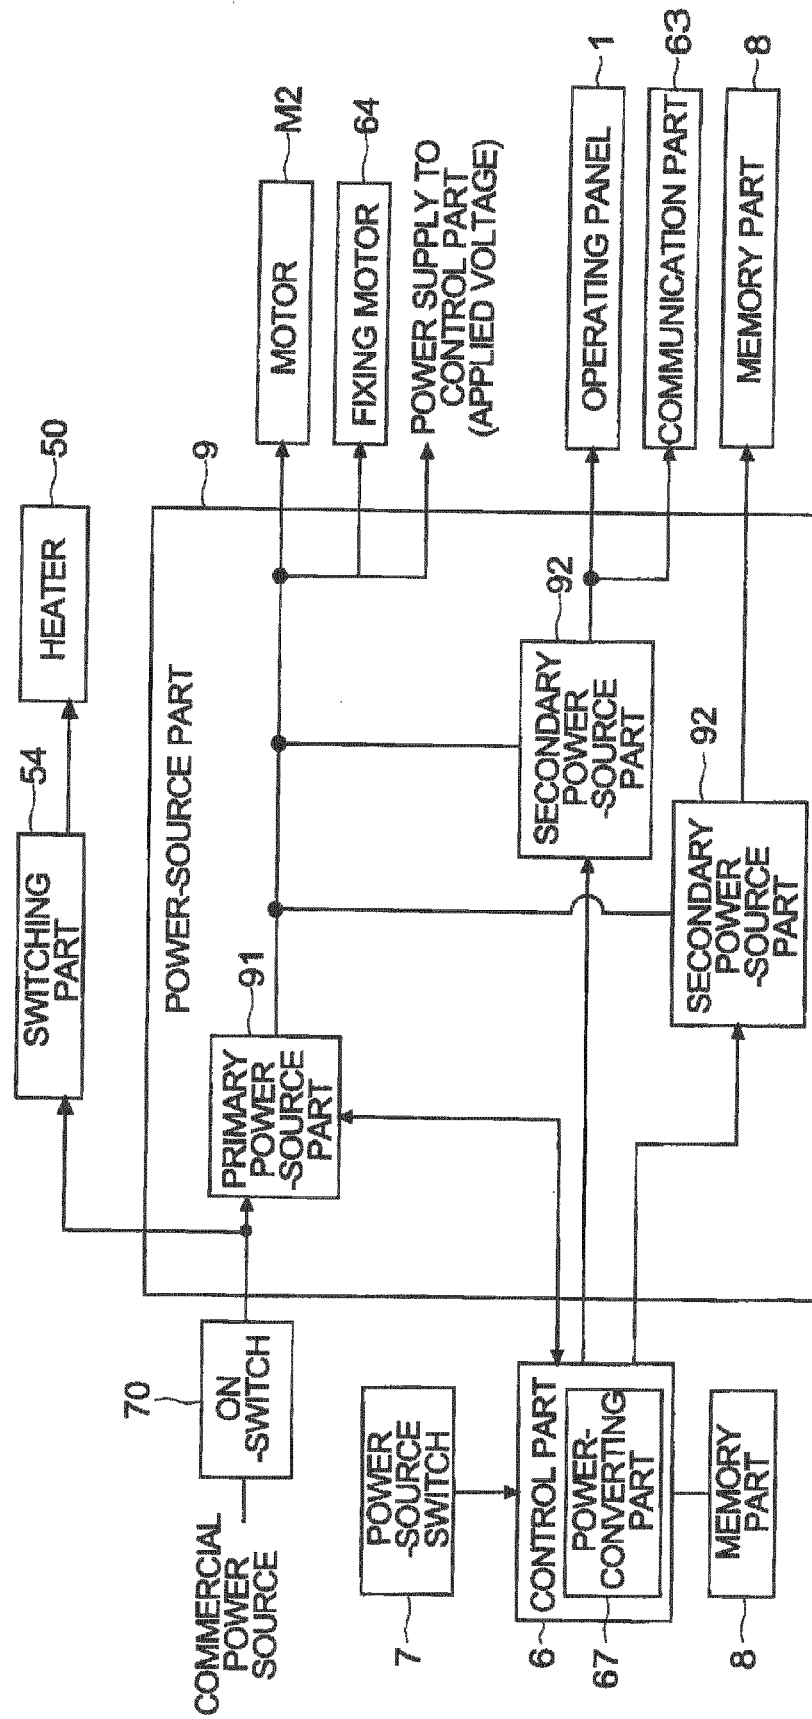 HEATER
50
SWITCHING
PART
54
9
POWER-SOURCE PART
MOTOR
M2
FIXING MOTOR
64
POWER SUPPLY TO
CONTROL PART
(APPLIED VOLTAGE)
COMMERCIAL
POWER
SOURCE
70
ON
-SWITCH
PRIMARY
POWER
-SOURCE
PART
91
SECONDARY
POWER
-SOURCE
PART
92
OPERATING PANEL
1
COMMUNICATION PART
63
POWER
-SOURCE
SWITCH
7
CONTROL PART
6
POWER-
CONVERTING
PART
67
SECONDARY
POWER
-SOURCE
PART
92
MEMORY PART
8
MEMORY
PART
8